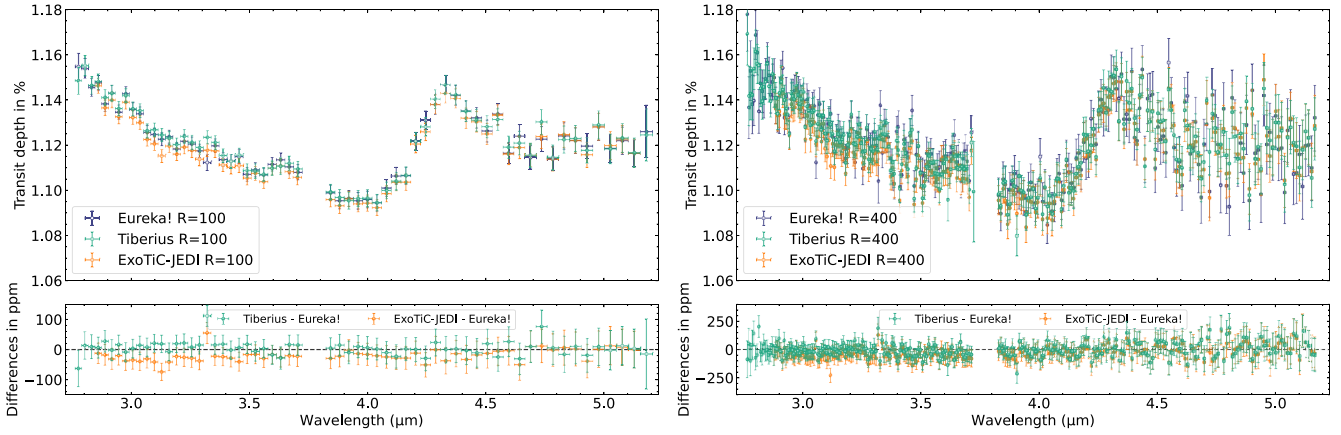 1.18
1.16
1.14
1.12
1.10
1.08
1.06
Transit depth in %
Eureka! R=100
Tiberius R=100
ExoTiC-JEDI R=100
100
0
−100
Differences in ppm
Tiberius - Eureka!
ExoTiC-JEDI - Eureka!
3.0
3.5
4.0
4.5
5.0
Wavelength (μm)
1.18
1.16
1.14
1.12
1.10
1.08
1.06
Transit depth in %
Eureka! R=400
Tiberius R=400
ExoTiC-JEDI R=400
250
0
−250
Differences in ppm
Tiberius - Eureka!
ExoTiC-JEDI - Eureka!
3.0
3.5
4.0
4.5
5.0
Wavelength (μm)